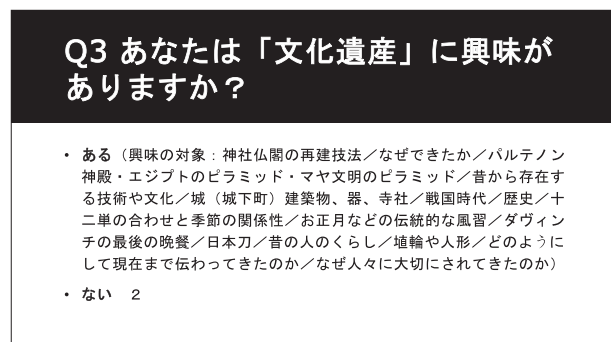 Q3 あなたは「文化遺産」に興味が
ありますか？
• ある（興味の対象：神社仏閣の再建技法／なぜできたか／パルテノン
神殿・エジプトのピラミッド・マヤ文明のピラミッド／昔から存在す
る技術や文化／城（城下町）建築物、器、寺社／戦国時代／歴史／十
二単の合わせと季節の関係性／お正月などの伝統的な風習／ダヴィン
チの最後の晩餐／日本刀／昔の人のくらし／埴輪や人形／どのように
して現在まで伝わってきたのか／なぜ人々に大切にされてきたのか）
• ない　2